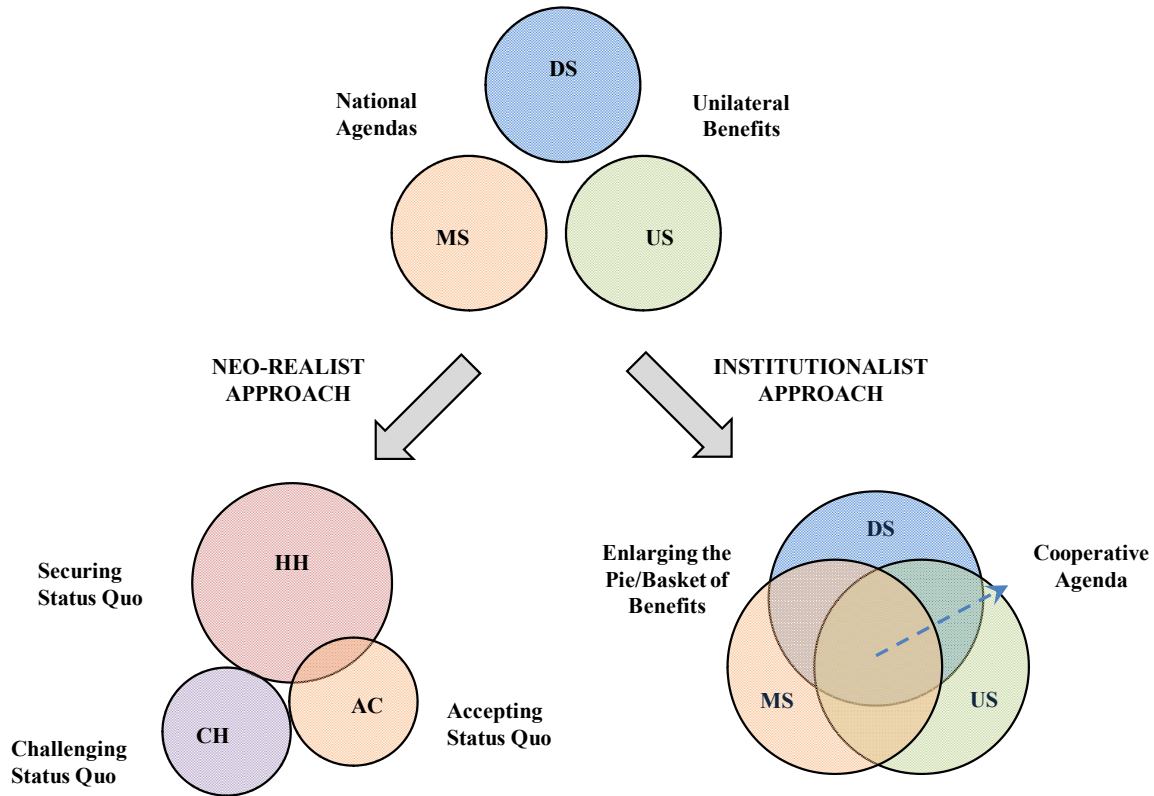 DS
National
Agendas
Unilateral
Benefits
MS
US
NEO-REALIST
APPROACH
INSTITUTIONALIST
APPROACH
HH
Securing
Status Quo
AC
Accepting
Status Quo
CH
Challenging
Status Quo
DS
Enlarging the
Pie/Basket of
Benefits
Cooperative
Agenda
MS
US